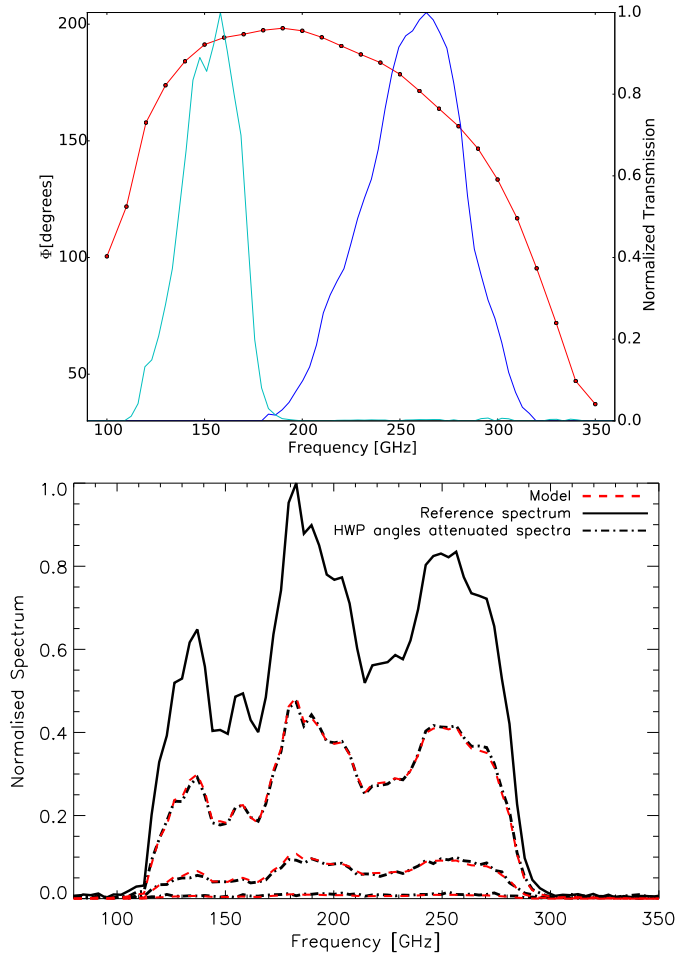 200
150
100
50
Φ[degrees]
1.0
0.8
0.6
0.4
0.2
0.0
Normalized Transmission
100 150 200 250 300 350
Frequency [GHz]
1.0
0.8
0.6
0.4
0.2
0.0
Normalised Spectrum
Model
Reference spectrum
HWP angles attenuated spectra
100 150 200 250 300 350
Frequency [GHz]